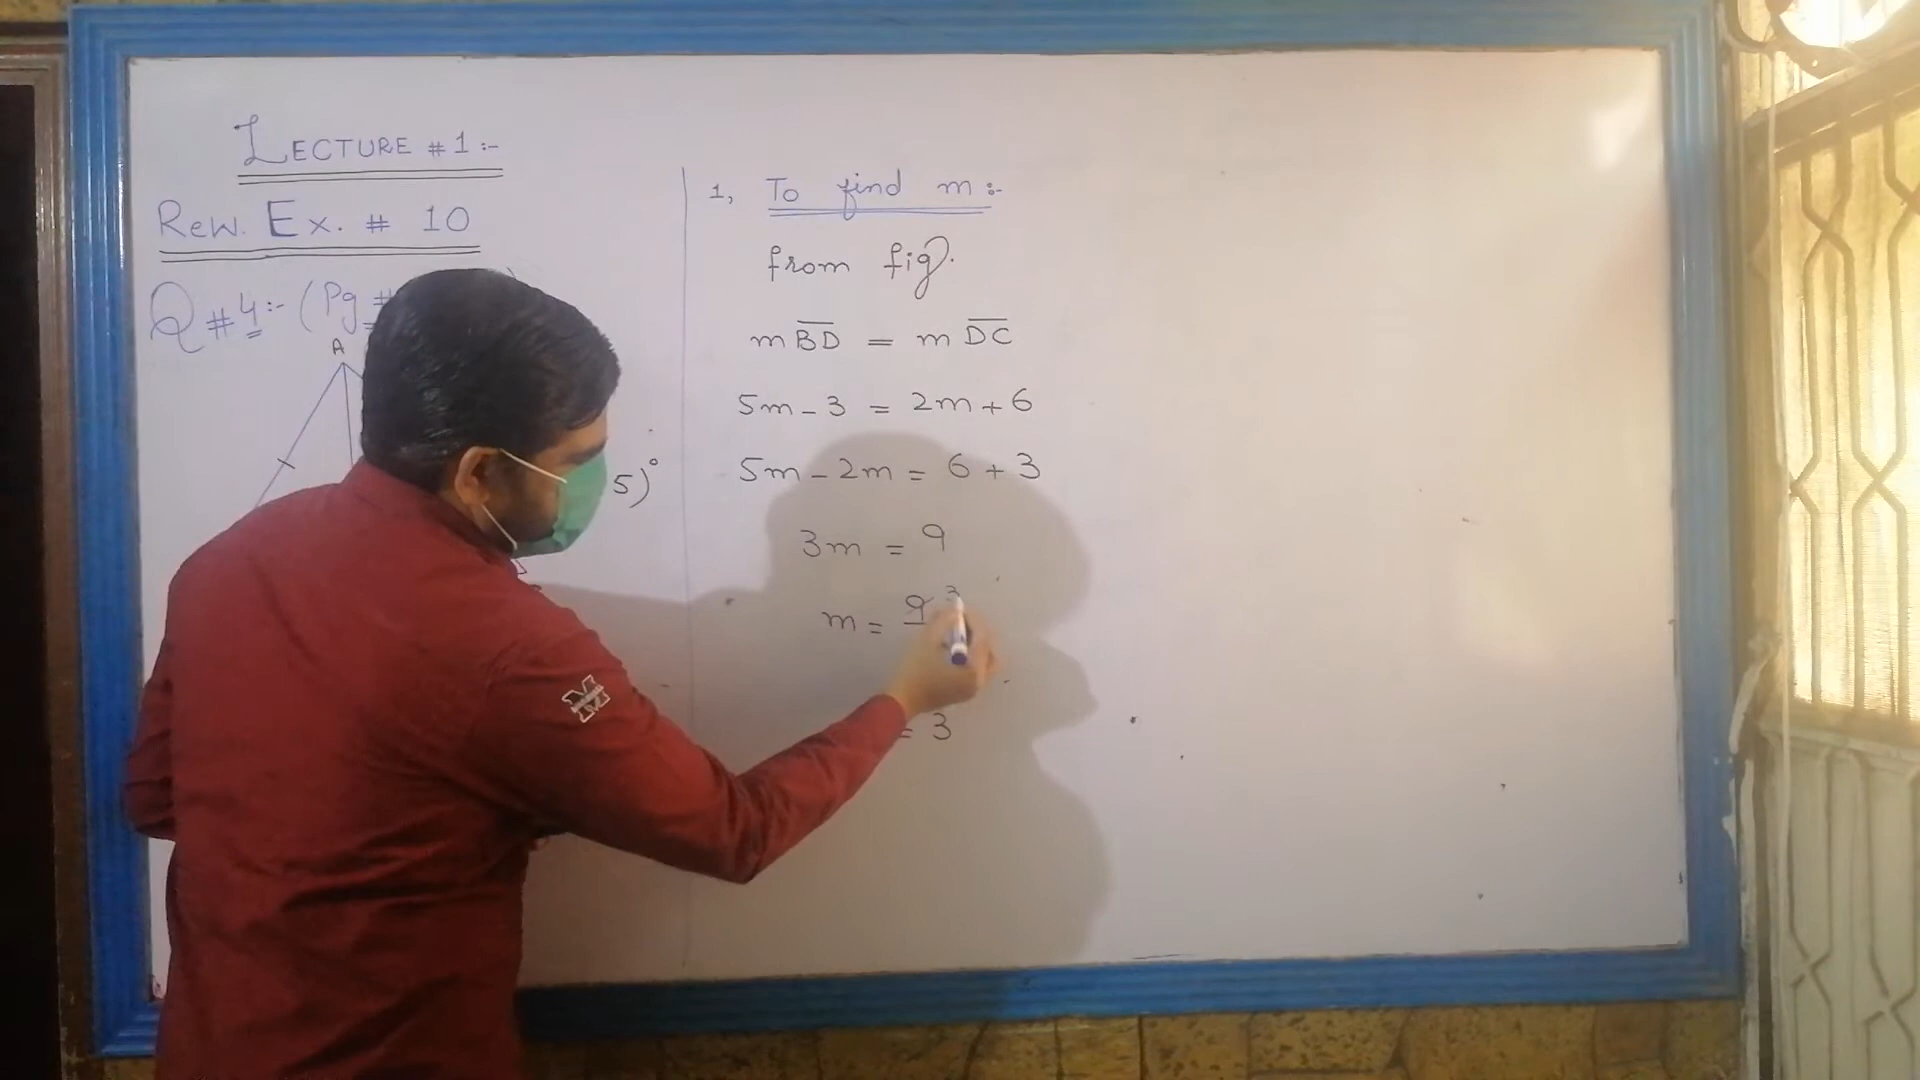 LECTURE # 1 :-
Rew. Ex. # 10
Q # 4 :- (Pg #
A
5)°
1, To find m :-
from fig.
mBD = mDC
5m - 3 = 2m + 6
5m - 2m = 6 + 3
3m = 9
m = 9 3
= 3
M